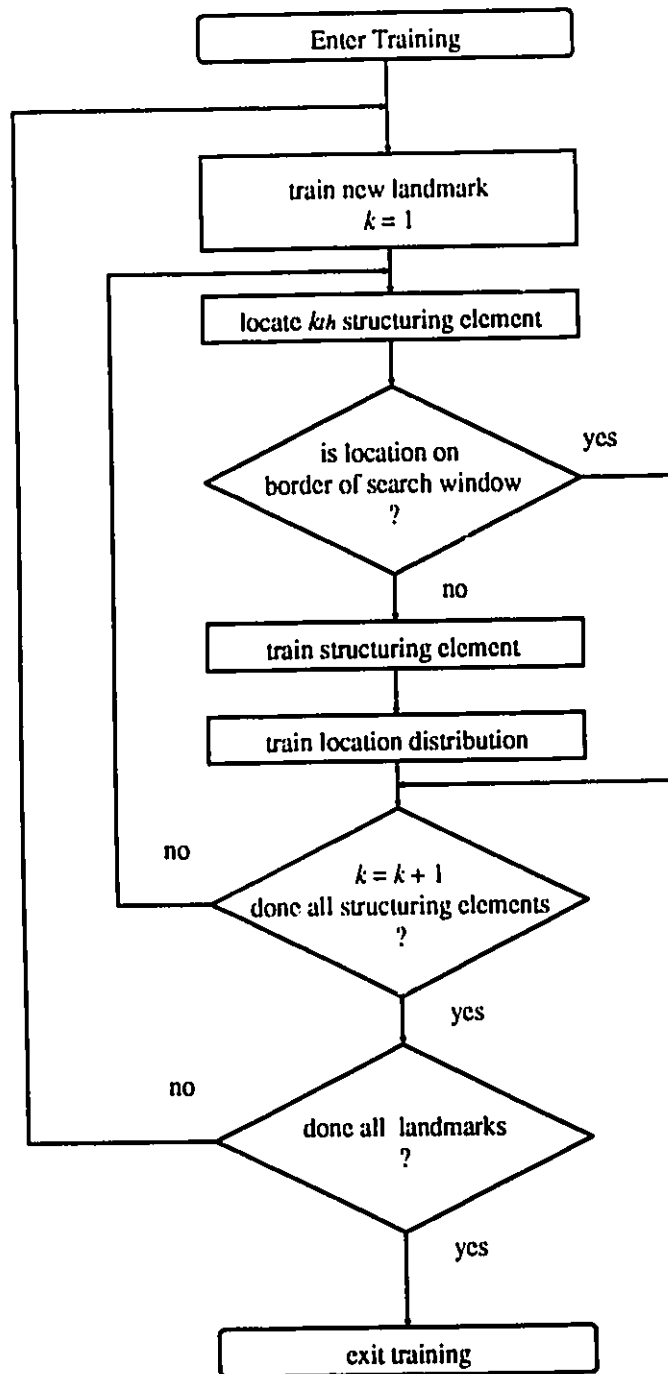 Enter Training
train new landmark
k = 1
locate kth structuring element
is location on
border of search window
?
yes
no
train structuring element
train location distribution
no
k = k + 1
done all structuring elements
?
yes
no
done all landmarks
?
yes
exit training